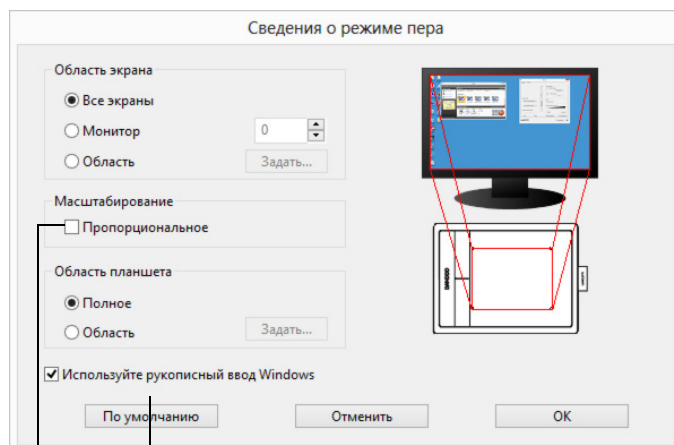 Сведения о режиме пера
Область экрана
Все экраны
Монитор 0
Область Задать...
Масштабирование
Пропорциональное
Область планшета
Полное
Область Задать...
Используйте рукописный ввод Windows
По умолчанию Отменить OK
BAMBOO